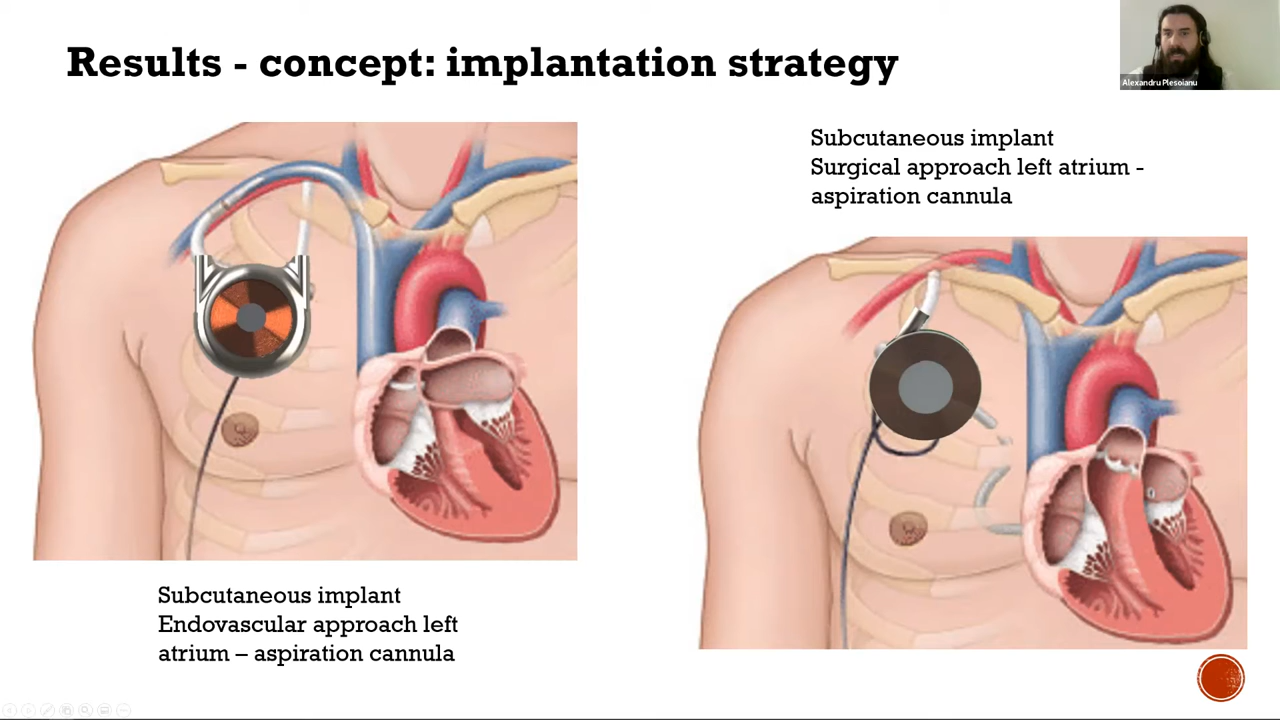 Results - concept: implantation strategy
Alexandru Plesoianu
Subcutaneous implant
Surgical approach left atrium -
aspiration cannula
Subcutaneous implant
Endovascular approach left
atrium – aspiration cannula